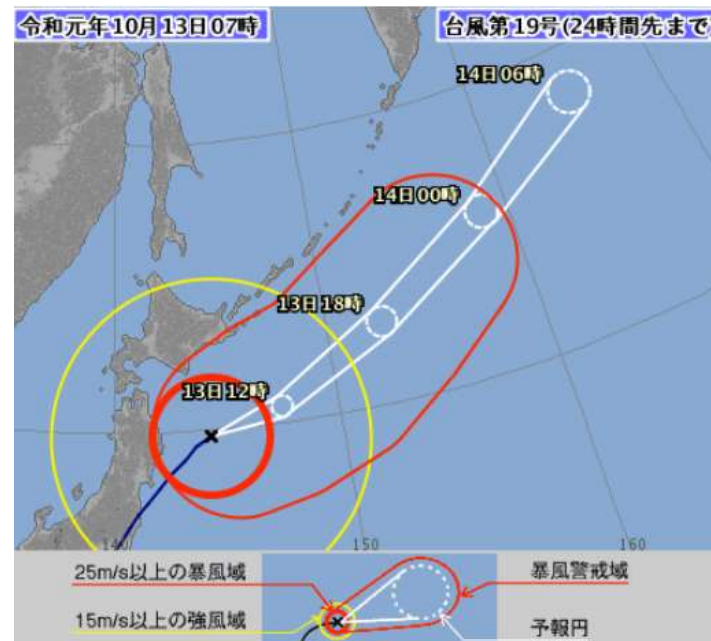 令和元年10月13日07時
台風第19号(24時間先まで
14日06時
14日00時
13日18時
13日12時
140
150
160
25m/s以上の暴風域
暴風警戒域
15m/s以上の強風域
予報円